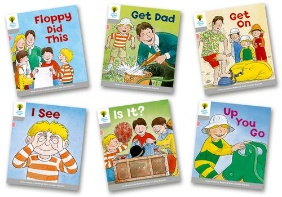 Floppy
Did
This
Get Dad
Get
On
I See
Is It?
Up
You
Go